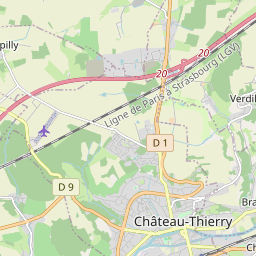 pilly
20
20
Ligne de Paris à Strasbourg (LGV)
Verdil
D 1
D 9
Bra
Château-Thierry
Ch